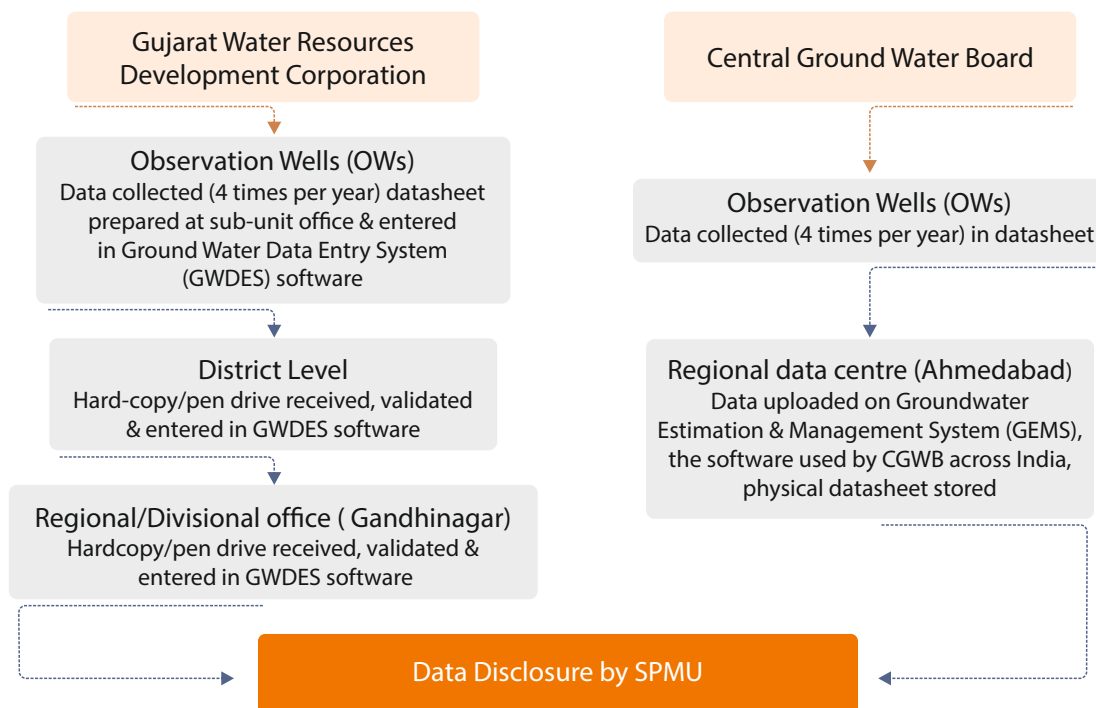 Gujarat Water Resources
Development Corporation
Observation Wells (OWs)
Data collected (4 times per year) datasheet
prepared at sub-unit office & entered
in Ground Water Data Entry System
(GWDES) software
District Level
Hard-copy/pen drive received, validated
& entered in GWDES software
Regional/Divisional office ( Gandhinagar)
Hardcopy/pen drive received, validated &
entered in GWDES software
Central Ground Water Board
Observation Wells (OWs)
Data collected (4 times per year) in datasheet
Regional data centre (Ahmedabad)
Data uploaded on Groundwater
Estimation & Management System (GEMS),
the software used by CGWB across India,
physical datasheet stored
Data Disclosure by SPMU